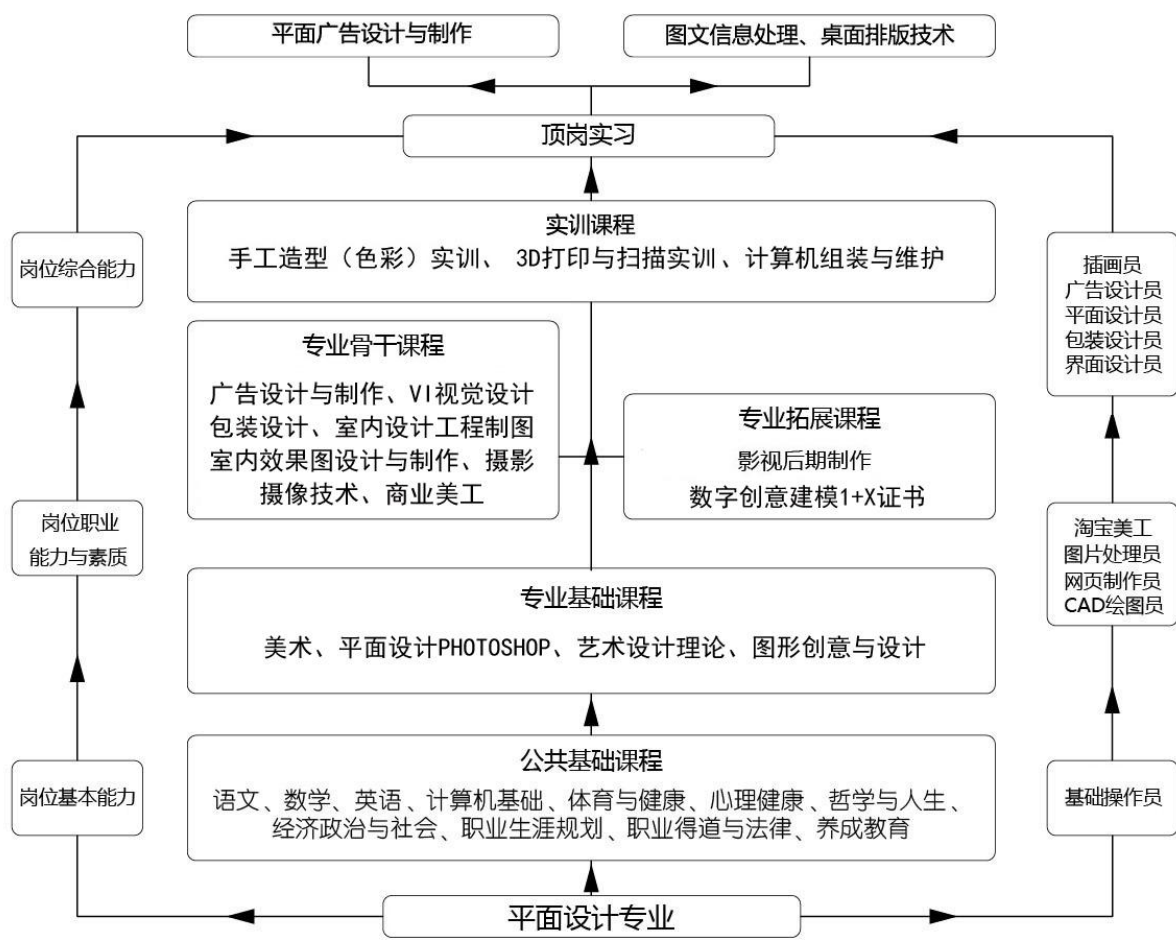 平面广告设计与制作
图文信息处理、桌面排版技术
顶岗实习
实训课程
手工造型（色彩）实训、3D打印与扫描实训、计算机组装与维护
岗位综合能力
插画员
广告设计员
平面设计员
包装设计员
界面设计员
专业骨干课程
广告设计与制作、VI视觉设计
包装设计、室内设计工程制图
室内效果图设计与制作、摄影
摄像技术、商业美工
专业拓展课程
影视后期制作
数字创意建模1+X证书
岗位职业
能力与素质
淘宝美工
图片处理员
网页制作员
CAD绘图员
专业基础课程
美术、平面设计PHOTOSHOP、艺术设计理论、图形创意与设计
岗位基本能力
公共基础课程
语文、数学、英语、计算机基础、体育与健康、心理健康、哲学与人生、
经济政治与社会、职业生涯规划、职业得道与法律、养成教育
基础操作员
平面设计专业